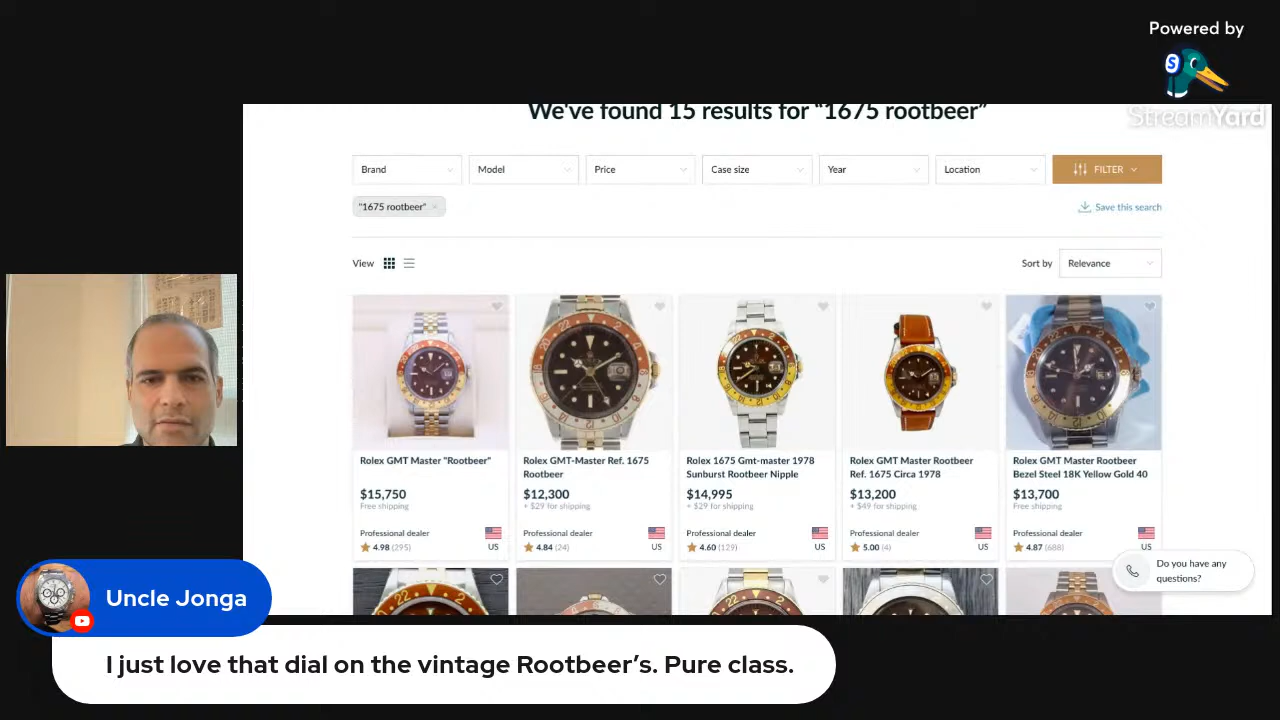 Powered by
S
StreamYard
We've found 15 results for “1675 rootbeer”
Brand
Model
Price
Case size
Year
Location
FILTER
"1675 rootbeer" ×
Save this search
View
Sort by
Relevance
Rolex GMT Master "Rootbeer"
$15,750
Free shipping
Professional dealer
4.98 (295)
US
Rolex GMT-Master Ref. 1675
Rootbeer
$12,300
+ $29 for shipping
Professional dealer
4.84 (24)
US
Rolex 1675 Gmt-master 1978
Sunburst Rootbeer Nipple
$14,995
+ $29 for shipping
Professional dealer
4.60 (129)
US
Rolex GMT Master Rootbeer
Ref. 1675 Circa 1978
$13,200
+ $49 for shipping
Professional dealer
5.00 (4)
US
Rolex GMT Master Rootbeer
Bezel Steel 18K Yellow Gold 40
$13,700
Free shipping
Professional dealer
4.87 (688)
US
Do you have any
questions?
Uncle Jonga
I just love that dial on the vintage Rootbeer’s. Pure class.